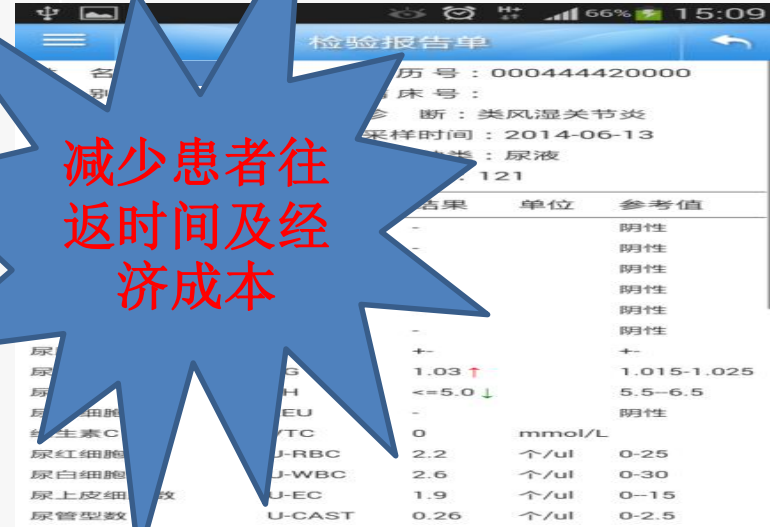 66% 15:09
检验报告单
名 历号：000444420000
别 床号：
断：类风湿关节炎
采样时间：2014-06-13
类：尿液
：121
结果 单位 参考值
- 阴性
- 阴性
阴性
阴性
阴性
- 阴性
尿 +- +-
尿 G 1.03↑ 1.015-1.025
尿 H <=5.0↓ 5.5--6.5
细胞 EU - 阴性
生素C VTC 0 mmol/L
尿红细胞 U-RBC 2.2 个/ul 0-25
尿白细胞 U-WBC 2.6 个/ul 0-30
尿上皮细 数 U-EC 1.9 个/ul 0--15
尿管型数 U-CAST 0.26 个/ul 0-2.5
减少患者往
返时间及经
济成本